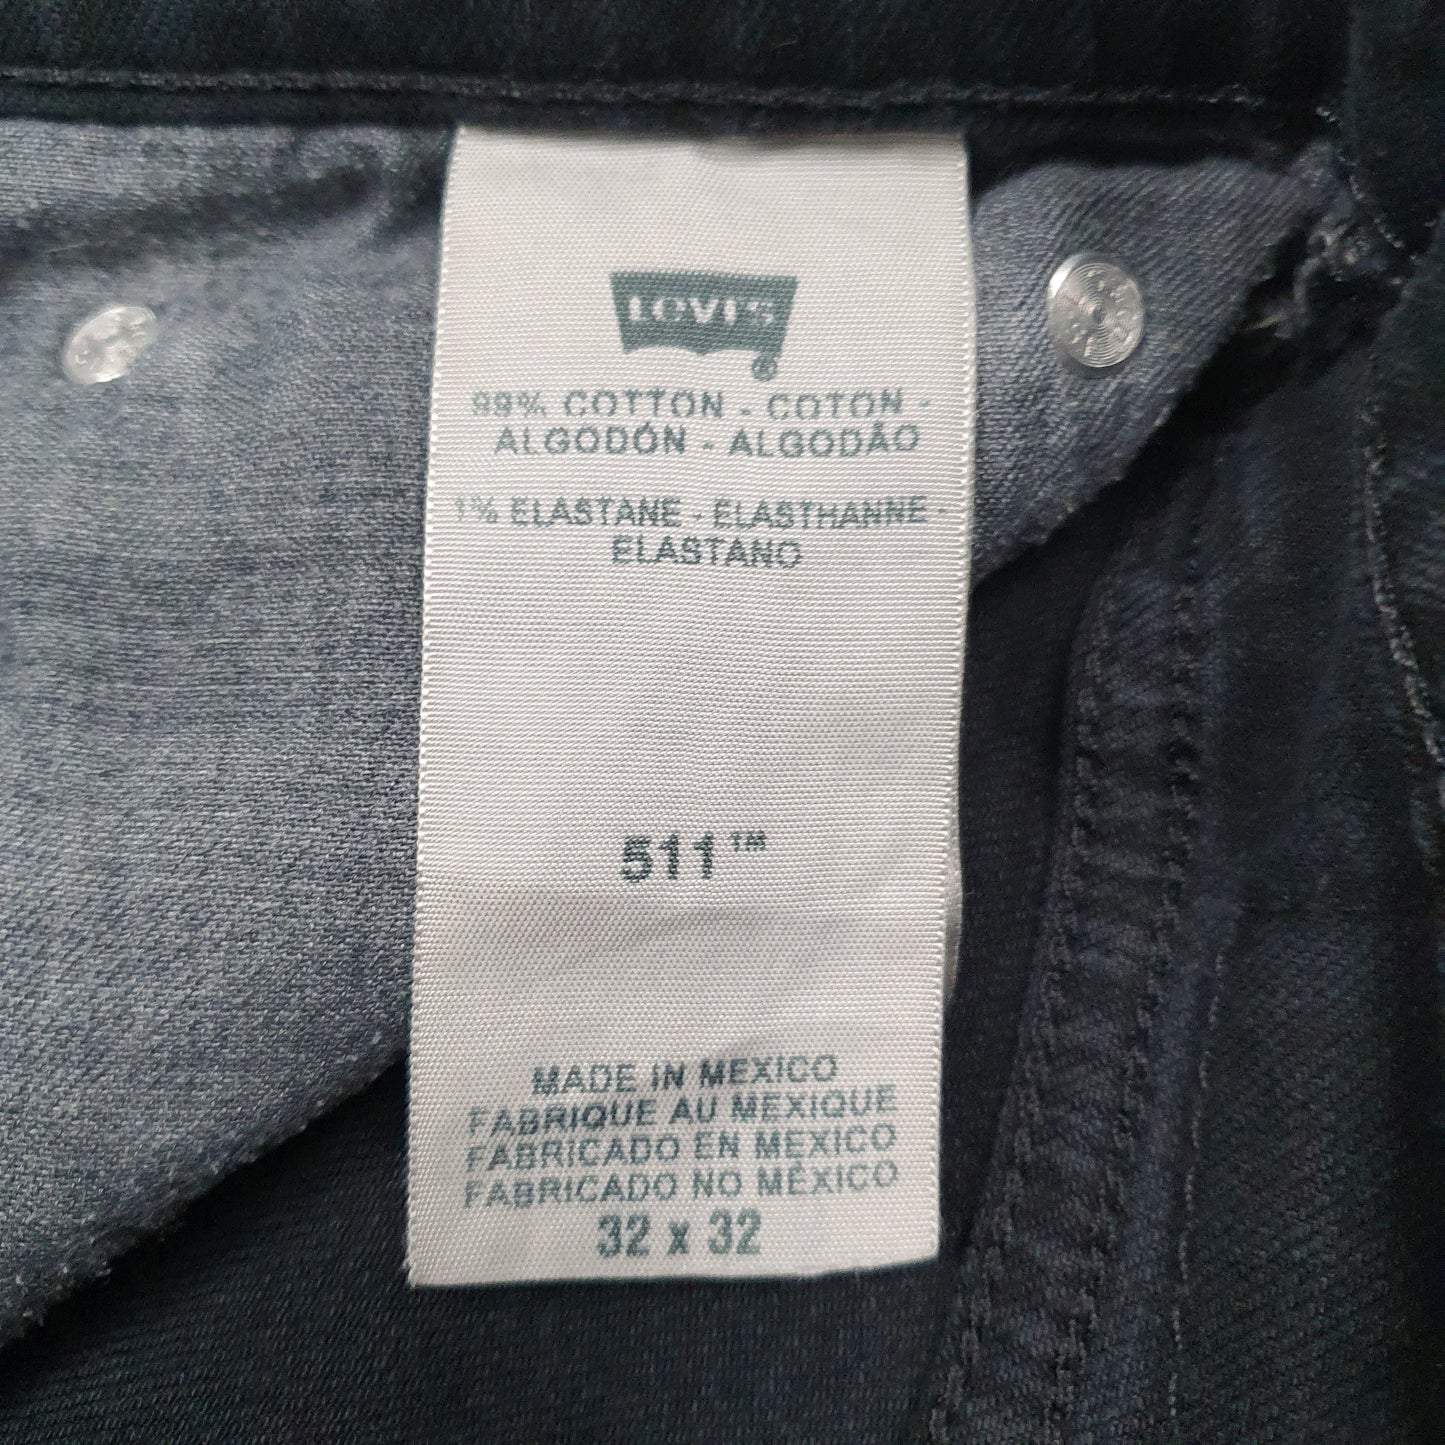 LEVI'S
®
99% COTTON - COTON -
ALGODÓN - ALGODÃO
1% ELASTANE - ELASTHANNE -
ELASTANO
511™
MADE IN MEXICO
FABRIQUE AU MEXIQUE
FABRICADO EN MEXICO
FABRICADO NO MÉXICO
32 x 32